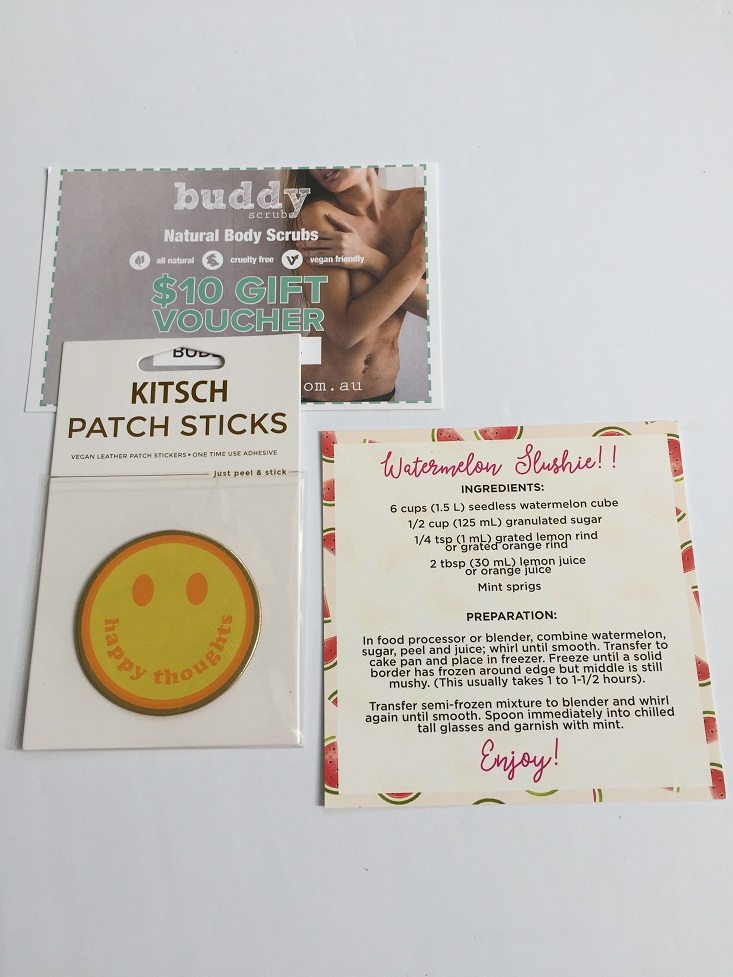 buddy
scrub
Natural Body Scrubs
all natural cruelty free vegan friendly
$10 GIFT
VOUCHER
om.au
KITSCH
PATCH STICKS
VEGAN LEATHER PATCH STICKERS • ONE TIME USE ADHESIVE
just peel & stick
happy thoughts
Watermelon Slushie!!
INGREDIENTS:
6 cups (1.5 L) seedless watermelon cube
1/2 cup (125 mL) granulated sugar
1/4 tsp (1 mL) grated lemon rind
or grated orange rind
2 tbsp (30 mL) lemon juice
or orange juice
Mint sprigs
PREPARATION:
In food processor or blender, combine watermelon,
sugar, peel and juice; whirl until smooth. Transfer to
cake pan and place in freezer. Freeze until a solid
border has frozen around edge but middle is still
mushy. (This usually takes 1 to 1-1/2 hours).
Transfer semi-frozen mixture to blender and whirl
again until smooth. Spoon immediately into chilled
tall glasses and garnish with mint.
Enjoy!